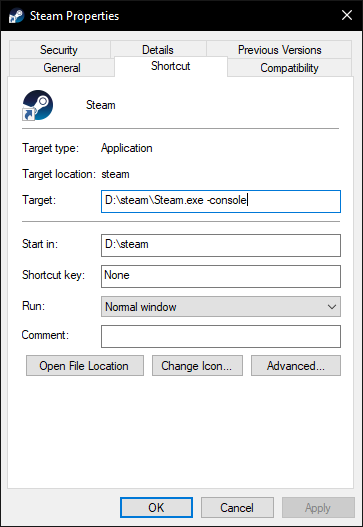 Steam Properties
Security Details Previous Versions
General Shortcut Compatibility
Steam
Target type: Application
Target location: steam
Target: D:\steam\Steam.exe -console
Start in: D:\steam
Shortcut key: None
Run: Normal window
Comment:
Open File Location Change Icon... Advanced...
OK Cancel Apply